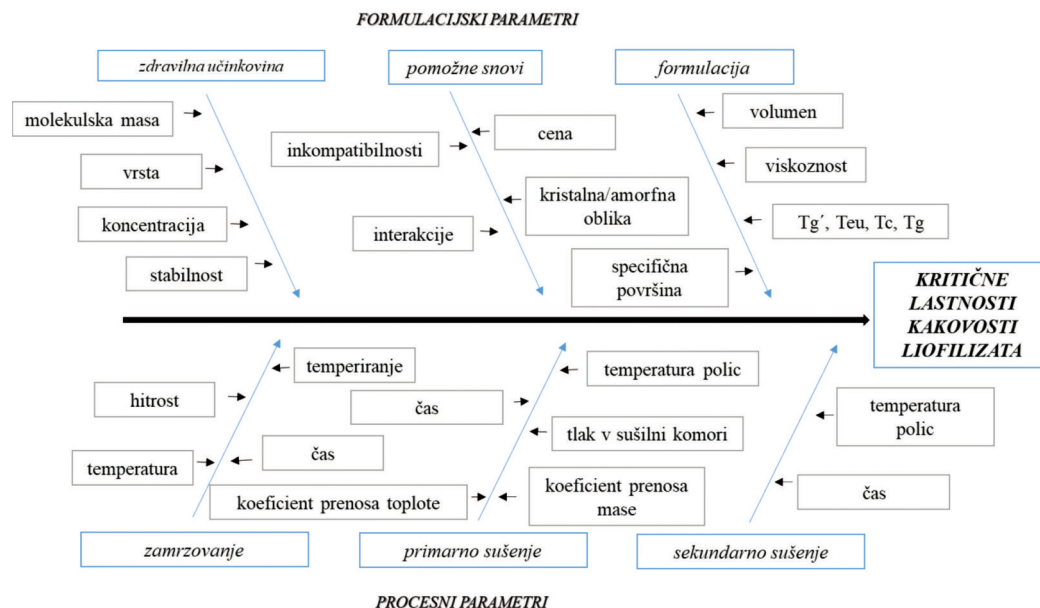 FORMULACIJSKI PARAMETRI
zdravilna učinkovina
pomožne snovi
formulacija
molekulska masa
vrsta
koncentracija
stabilnost
inkompatibilnosti
cena
kristalna/amorfna
oblika
interakcije
volumen
viskoznost
Tg´, Teu, Tc, Tg
specifična
površina
KRITIČNE
LASTNOSTI
KAKOVOSTI
LIOFILIZATA
temperiranje
hitrost
temperatura
čas
temperatura polic
čas
tlak v sušilni komori
koeficient prenosa toplote
koeficient prenosa
mase
temperatura
polic
čas
zamrzovanje
primarno sušenje
sekundarno sušenje
PROCESNI PARAMETRI